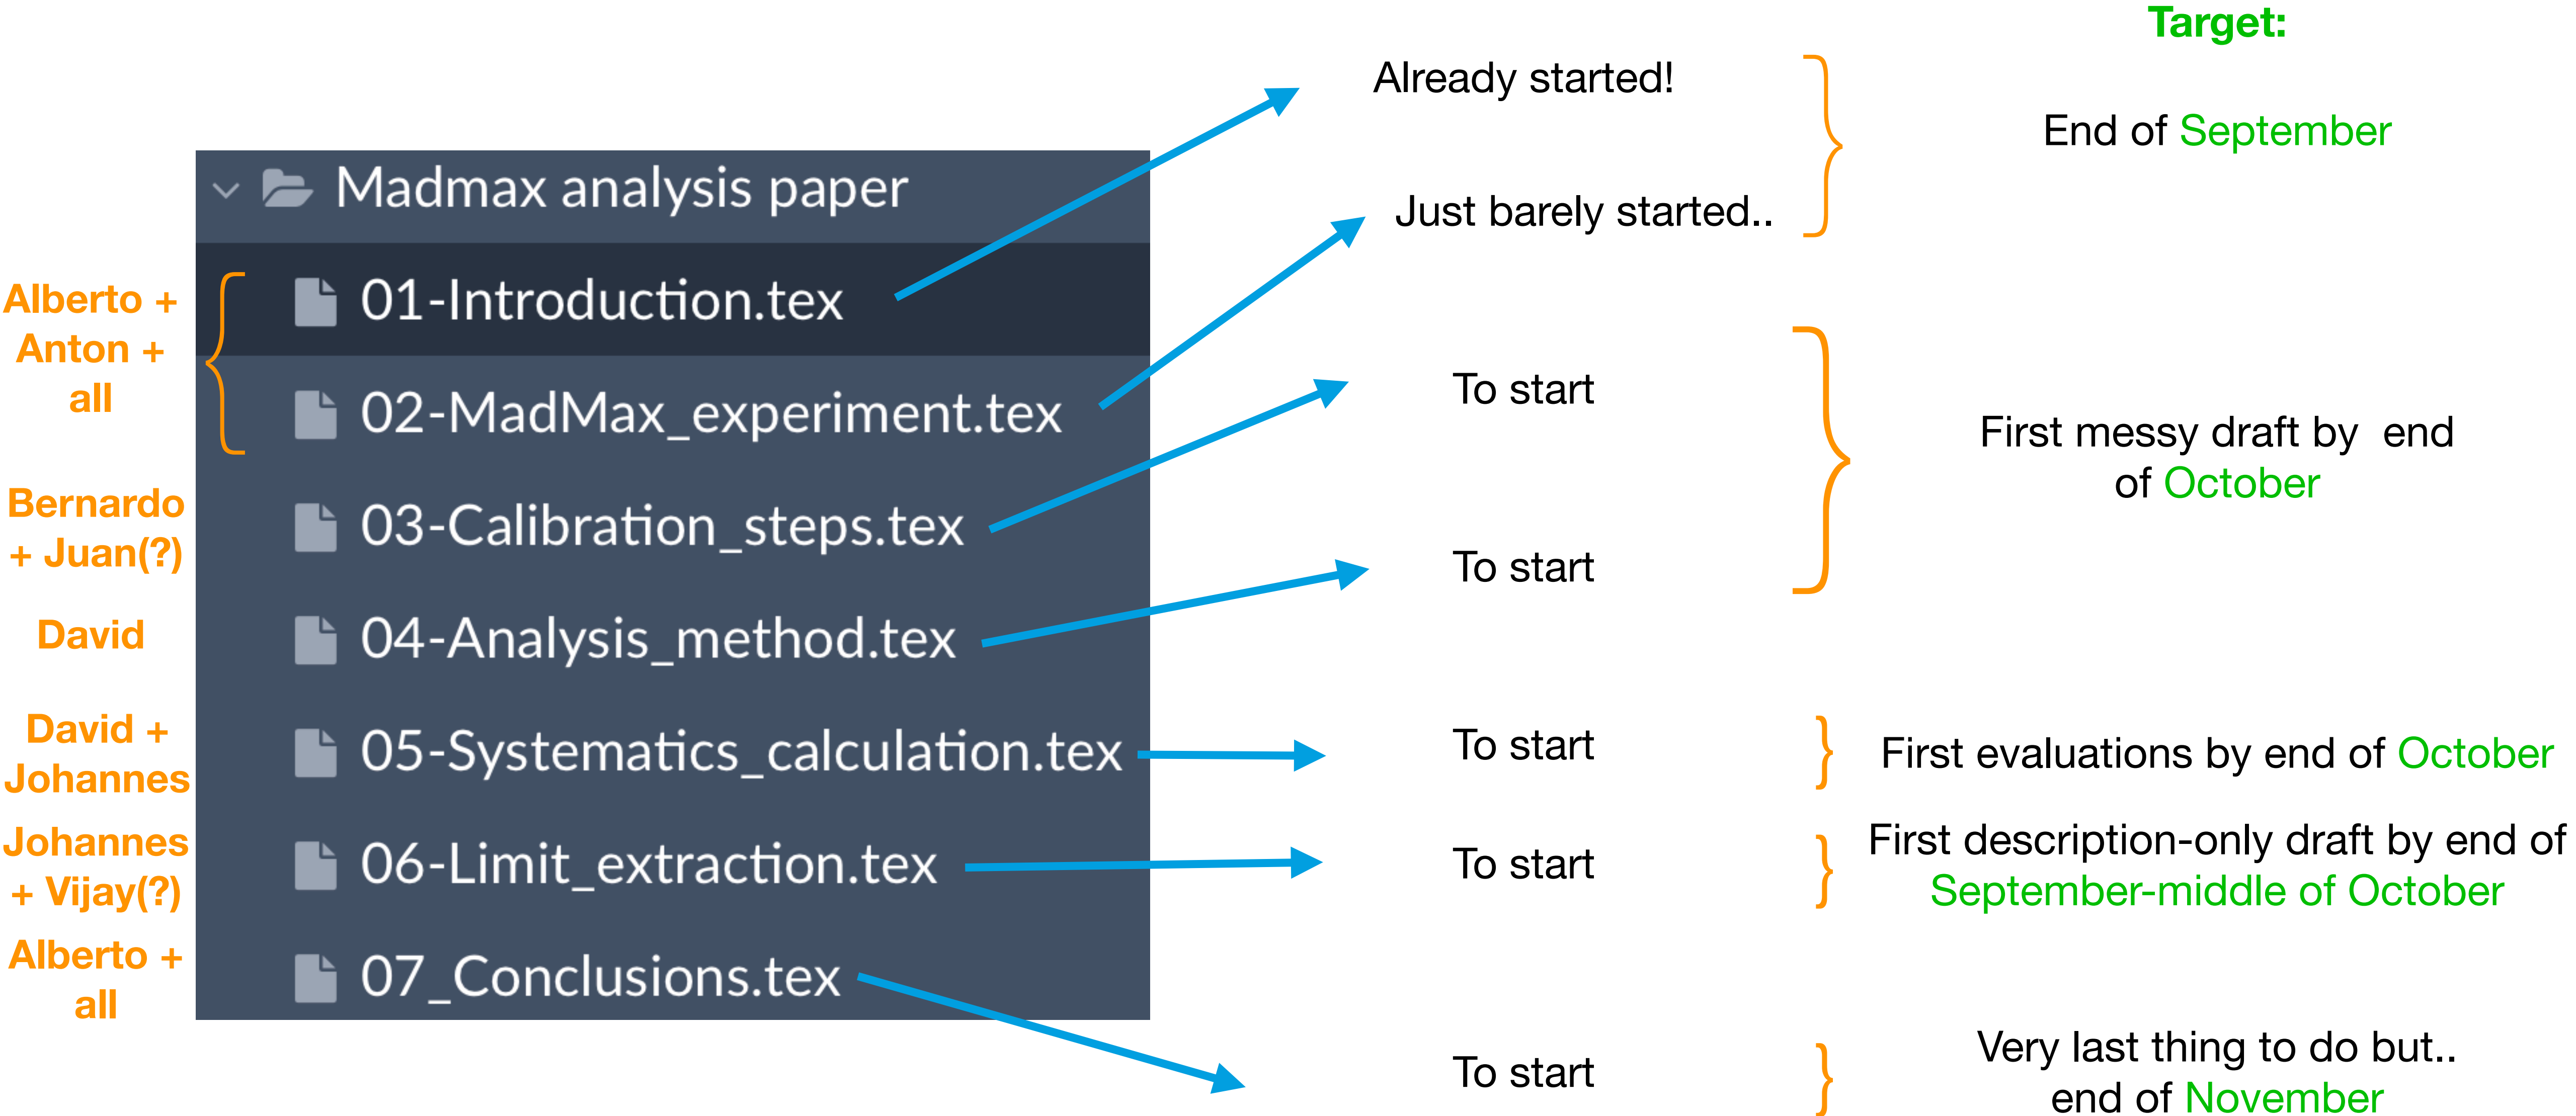 Target:
Already started!
End of September
Just barely started..
Madmax analysis paper
Alberto +
Anton +
all
01-Introduction.tex
02-MadMax_experiment.tex
To start
First messy draft by  end
of October
Bernardo
+ Juan(?)
03-Calibration_steps.tex
To start
David
04-Analysis_method.tex
David +
Johannes
05-Systematics_calculation.tex
To start
First evaluations by end of October
Johannes
+ Vijay(?)
06-Limit_extraction.tex
To start
First description-only draft by end of
September-middle of October
Alberto +
all
07_Conclusions.tex
To start
Very last thing to do but..
end of November